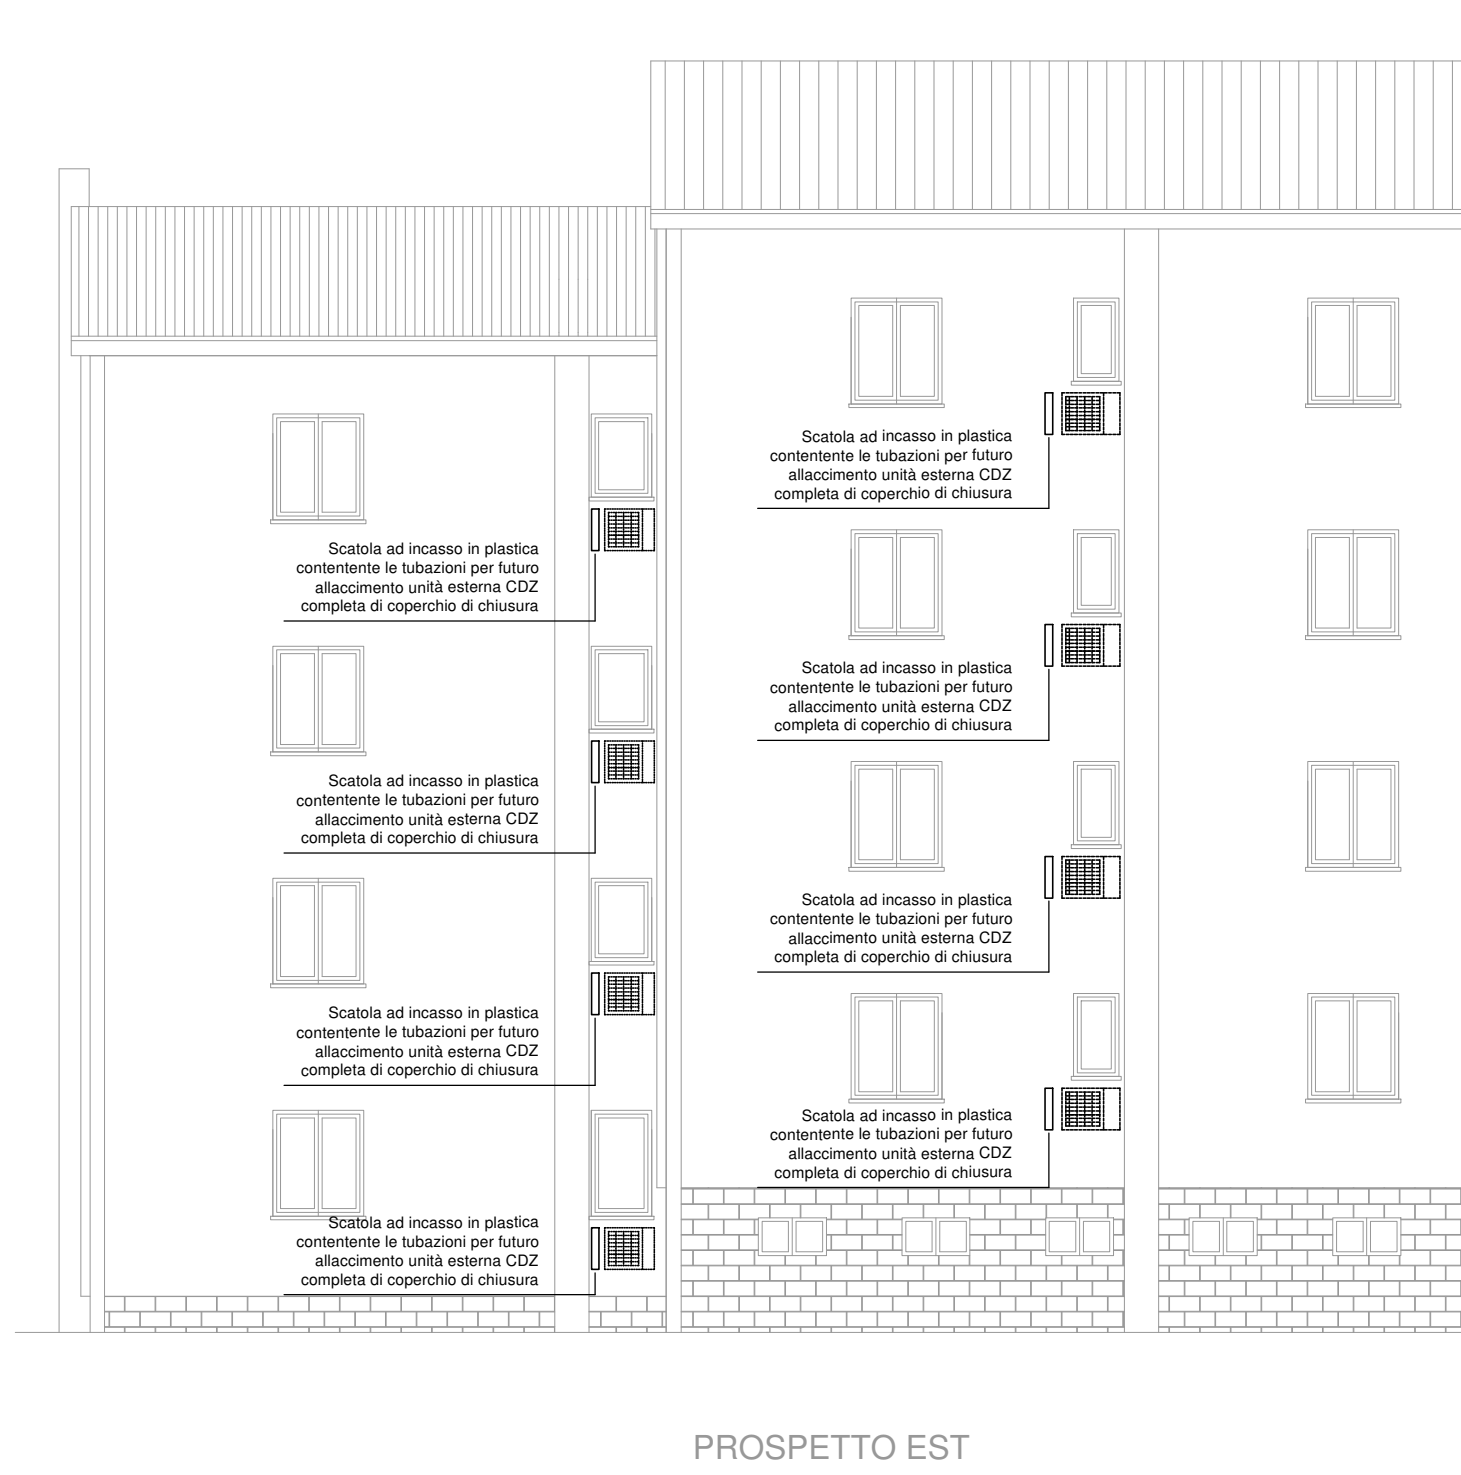 Scatola ad incasso in plastica
contentente le tubazioni per futuro
allaccimento unità esterna CDZ
completa di coperchio di chiusura
Scatola ad incasso in plastica
contentente le tubazioni per futuro
allaccimento unità esterna CDZ
completa di coperchio di chiusura
Scatola ad incasso in plastica
contentente le tubazioni per futuro
allaccimento unità esterna CDZ
completa di coperchio di chiusura
Scatola ad incasso in plastica
contentente le tubazioni per futuro
allaccimento unità esterna CDZ
completa di coperchio di chiusura
Scatola ad incasso in plastica
contentente le tubazioni per futuro
allaccimento unità esterna CDZ
completa di coperchio di chiusura
Scatola ad incasso in plastica
contentente le tubazioni per futuro
allaccimento unità esterna CDZ
completa di coperchio di chiusura
Scatola ad incasso in plastica
contentente le tubazioni per futuro
allaccimento unità esterna CDZ
completa di coperchio di chiusura
Scatola ad incasso in plastica
contentente le tubazioni per futuro
allaccimento unità esterna CDZ
completa di coperchio di chiusura
PROSPETTO EST